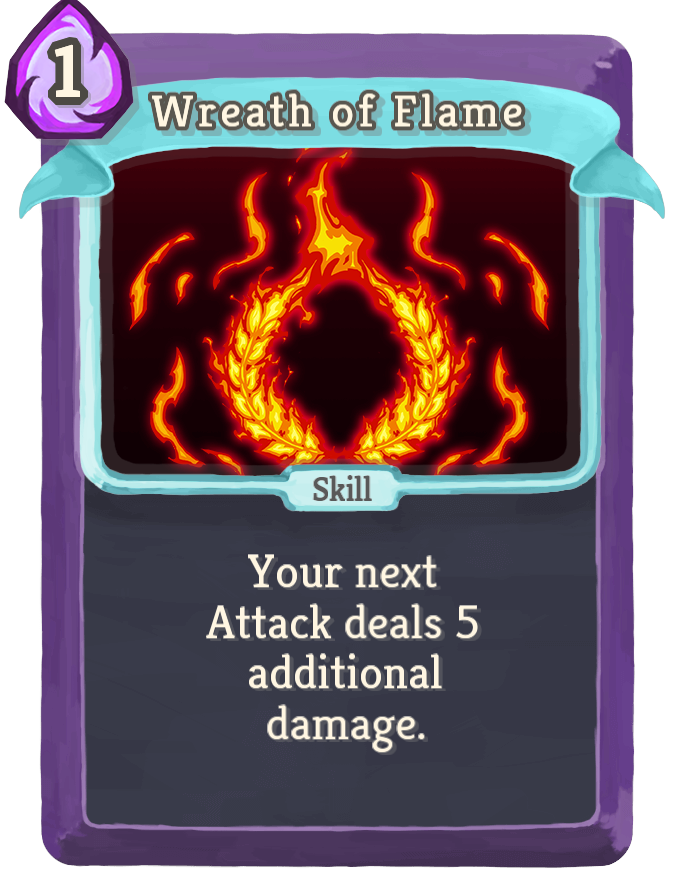 1
Wreath of Flame
Skill
Your next
Attack deals 5
additional
damage.